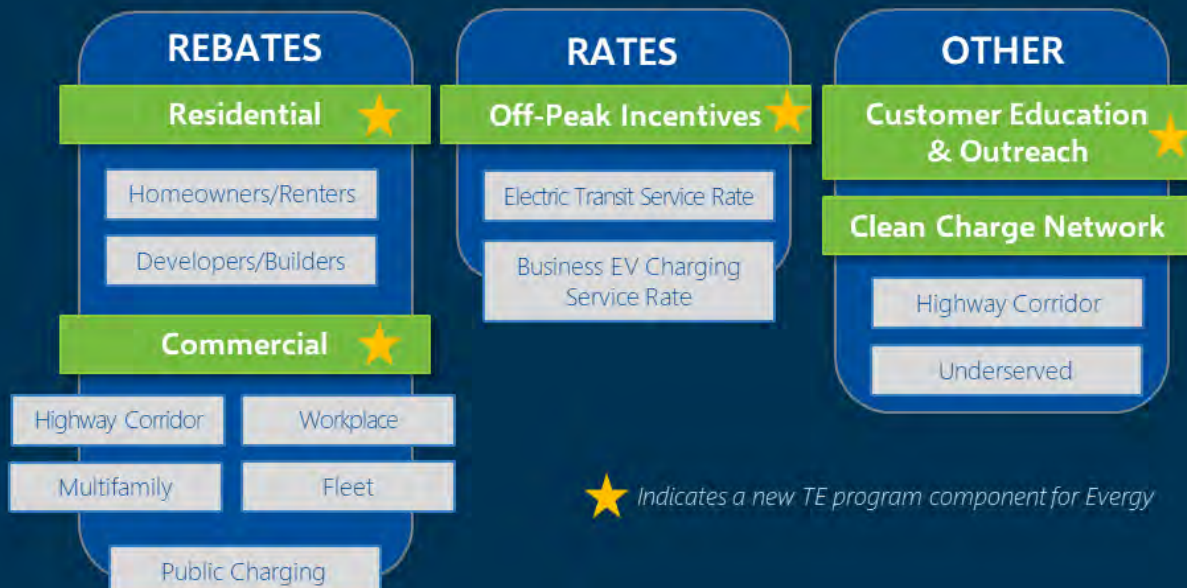 REBATES
Residential
Homeowners/Renters
Developers/Builders
Commercial
Highway Corridor
Workplace
Multifamily
Fleet
Public Charging
RATES
Off-Peak Incentives
Electric Transit Service Rate
Business EV Charging
Service Rate
OTHER
Customer Education
& Outreach
Clean Charge Network
Highway Corridor
Underserved
Indicates a new TE program component for Evergy